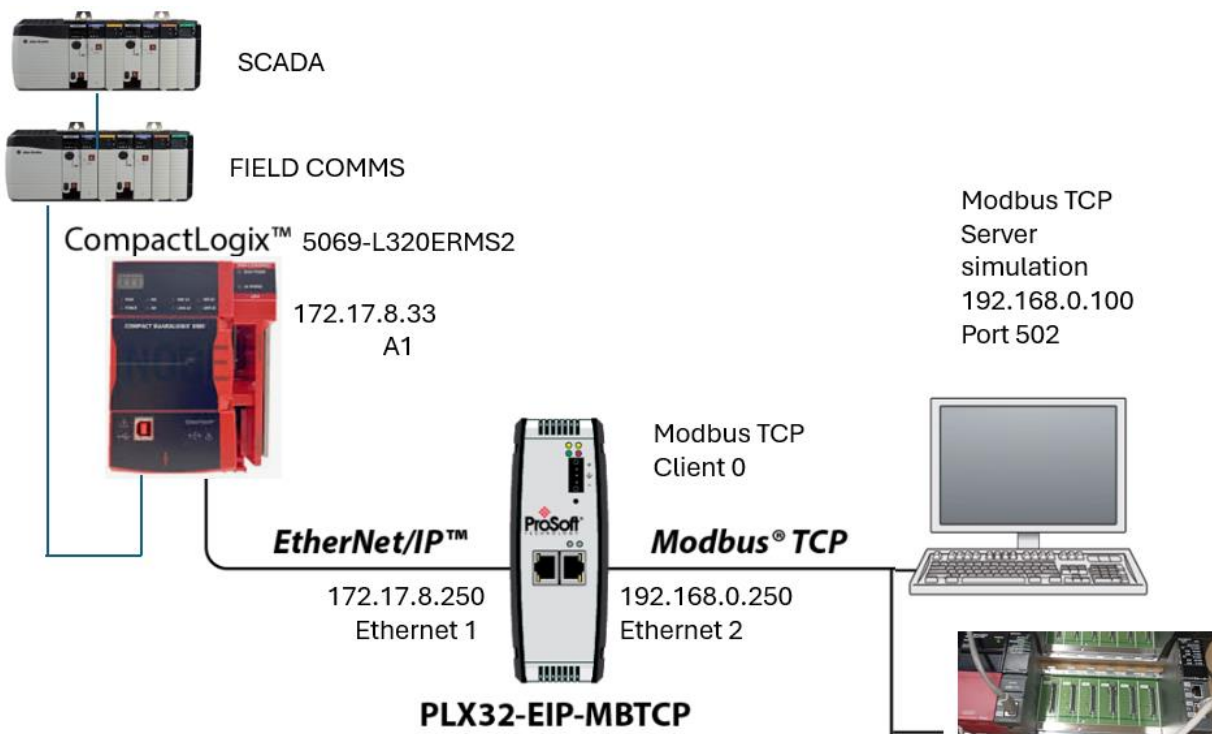 SCADA
FIELD COMMS
CompactLogix™ 5069-L320ERMS2
172.17.8.33
A1
Modbus TCP
Server
simulation
192.168.0.100
Port 502
Modbus TCP
Client 0
ProSoft
TECHNOLOGY
EtherNet/IP™
Modbus® TCP
172.17.8.250
Ethernet 1
192.168.0.250
Ethernet 2
PLX32-EIP-MBTCP